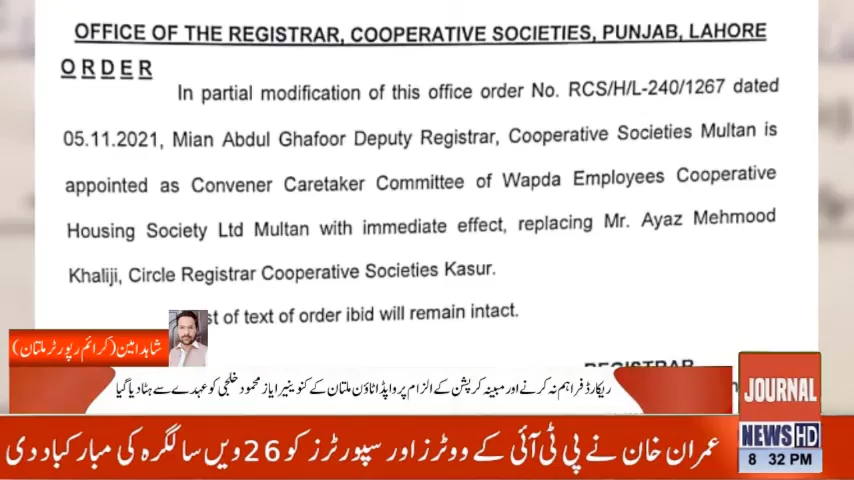 OFFICE OF THE REGISTRAR, COOPERATIVE SOCIETIES, PUNJAB, LAHORE
ORDER
In partial modification of this office order No. RCS/H/L-240/1267 dated
05.11.2021, Mian Abdul Ghafoor Deputy Registrar, Cooperative Societies Multan is
appointed as Convener Caretaker Committee of Wapda Employees Cooperative
Housing Society Ltd Multan with immediate effect, replacing Mr. Ayaz Mehmood
Khaliji, Circle Registrar Cooperative Societies Kasur.
of text of order ibid will remain intact.
REGISTRAR
شاہد امین (کرائم رپورٹر ملتان)
ریکارڈ فراہم نہ کرنے اور مبینہ کرپشن کے الزام پر واپڈا ٹاؤن ملتان کے کنوینیر ایاز محمود خلجی کو عہدے سے ہٹا دیا گیا
JOURNAL
NEWS HD
8 32 PM
عمران خان نے پی ٹی آئی کے ووٹرز اور سپورٹرز کو 26 ویں سالگرہ کی مبارکباد دی